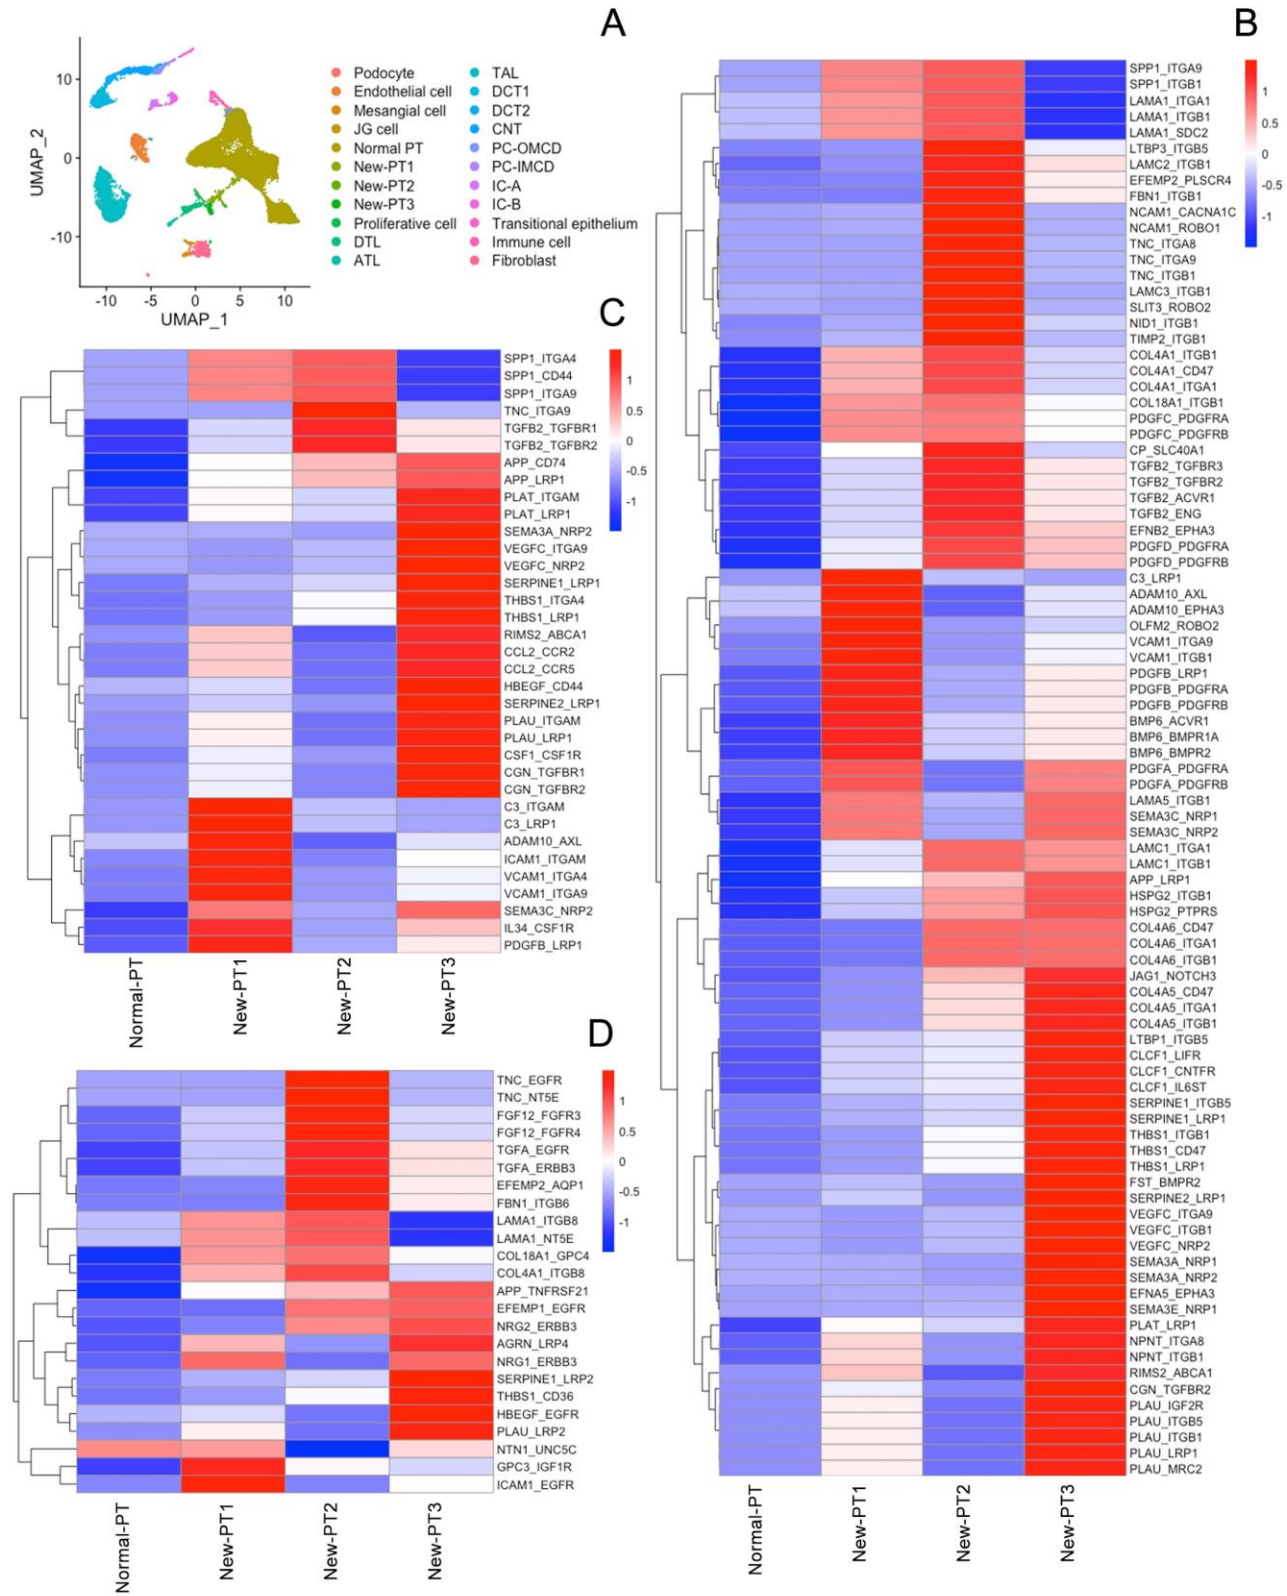 A
UMAP_2
10
0
-10
-10
-5
0
5
10
UMAP_1
Podocyte
Endothelial cell
Mesangial cell
JG cell
Normal PT
New-PT1
New-PT2
New-PT3
Proliferative cell
DTL
ATL
TAL
DCT1
DCT2
CNT
PC-OMCD
PC-IMCD
IC-A
IC-B
Transitional epithelium
Immune cell
Fibroblast
B
SPP1_ITGA9
SPP1_ITGB1
LAMA1_ITGA1
LAMA1_ITGB1
LAMA1_SDC2
LTBP3_ITGB5
LAMC2_ITGB1
EFEMP2_PLSCR4
FBN1_ITGB1
NCAM1_CACNA1C
NCAM1_ROBO1
TNC_ITGA8
TNC_ITGA9
TNC_ITGB1
LAMC3_ITGB1
SLIT3_ROBO2
NID1_ITGB1
TIMP2_ITGB1
COL4A1_ITGB1
COL4A1_CD47
COL4A1_ITGA1
COL18A1_ITGB1
PDGFC_PDGFRA
PDGFC_PDGFRB
CP_SLC40A1
TGFB2_TGFBR3
TGFB2_TGFBR2
TGFB2_ACVR1
TGFB2_ENG
EFNB2_EPHA3
PDGFD_PDGFRA
PDGFD_PDGFRB
C3_LRP1
ADAM10_AXL
ADAM10_EPHA3
OLFM2_ROBO2
VCAM1_ITGA9
VCAM1_ITGB1
PDGFB_LRP1
PDGFB_PDGFRA
PDGFB_PDGFRB
BMP6_ACVR1
BMP6_BMPR1A
BMP6_BMPR2
PDGFA_PDGFRA
PDGFA_PDGFRB
LAMA5_ITGB1
SEMA3C_NRP1
SEMA3C_NRP2
LAMC1_ITGA1
LAMC1_ITGB1
APP_LRP1
HSPG2_ITGB1
HSPG2_PTPRS
COL4A6_CD47
COL4A6_ITGA1
COL4A6_ITGB1
JAG1_NOTCH3
COL4A5_CD47
COL4A5_ITGA1
COL4A5_ITGB1
LTBP1_ITGB5
CLCF1_LIFR
CLCF1_CNTFR
CLCF1_IL6ST
SERPINE1_ITGB5
SERPINE1_LRP1
THBS1_ITGB1
THBS1_CD47
THBS1_LRP1
FST_BMPR2
SERPINE2_LRP1
VEGFC_ITGA9
VEGFC_ITGB1
VEGFC_NRP2
SEMA3A_NRP1
SEMA3A_NRP2
EFNA5_EPHA3
SEMA3E_NRP1
PLAT_LRP1
NPNT_ITGA8
NPNT_ITGB1
RIMS2_ABCA1
CGN_TGFBR2
PLAU_IGF2R
PLAU_ITGB5
PLAU_ITGB1
PLAU_LRP1
PLAU_MRC2
1
0.5
0
-0.5
-1
Normal-PT
New-PT1
New-PT2
New-PT3
C
SPP1_ITGA4
SPP1_CD44
SPP1_ITGA9
TNC_ITGA9
TGFB2_TGFBR1
TGFB2_TGFBR2
APP_CD74
APP_LRP1
PLAT_ITGAM
PLAT_LRP1
SEMA3A_NRP2
VEGFC_ITGA9
VEGFC_NRP2
SERPINE1_LRP1
THBS1_ITGA4
THBS1_LRP1
RIMS2_ABCA1
CCL2_CCR2
CCL2_CCR5
HBEGF_CD44
SERPINE2_LRP1
PLAU_ITGAM
PLAU_LRP1
CSF1_CSF1R
CGN_TGFBR1
CGN_TGFBR2
C3_ITGAM
C3_LRP1
ADAM10_AXL
ICAM1_ITGAM
VCAM1_ITGA4
VCAM1_ITGA9
SEMA3C_NRP2
IL34_CSF1R
PDGFB_LRP1
1
0.5
0
-0.5
-1
Normal-PT
New-PT1
New-PT2
New-PT3
D
TNC_EGFR
TNC_NT5E
FGF12_FGFR3
FGF12_FGFR4
TGFA_EGFR
TGFA_ERBB3
EFEMP2_AQP1
FBN1_ITGB6
LAMA1_ITGB8
LAMA1_NT5E
COL18A1_GPC4
COL4A1_ITGB8
APP_TNFRSF21
EFEMP1_EGFR
NRG2_ERBB3
AGRN_LRP4
NRG1_ERBB3
SERPINE1_LRP2
THBS1_CD36
HBEGF_EGFR
PLAU_LRP2
NTN1_UNC5C
GPC3_IGF1R
ICAM1_EGFR
1
0.5
0
-0.5
-1
Normal-PT
New-PT1
New-PT2
New-PT3